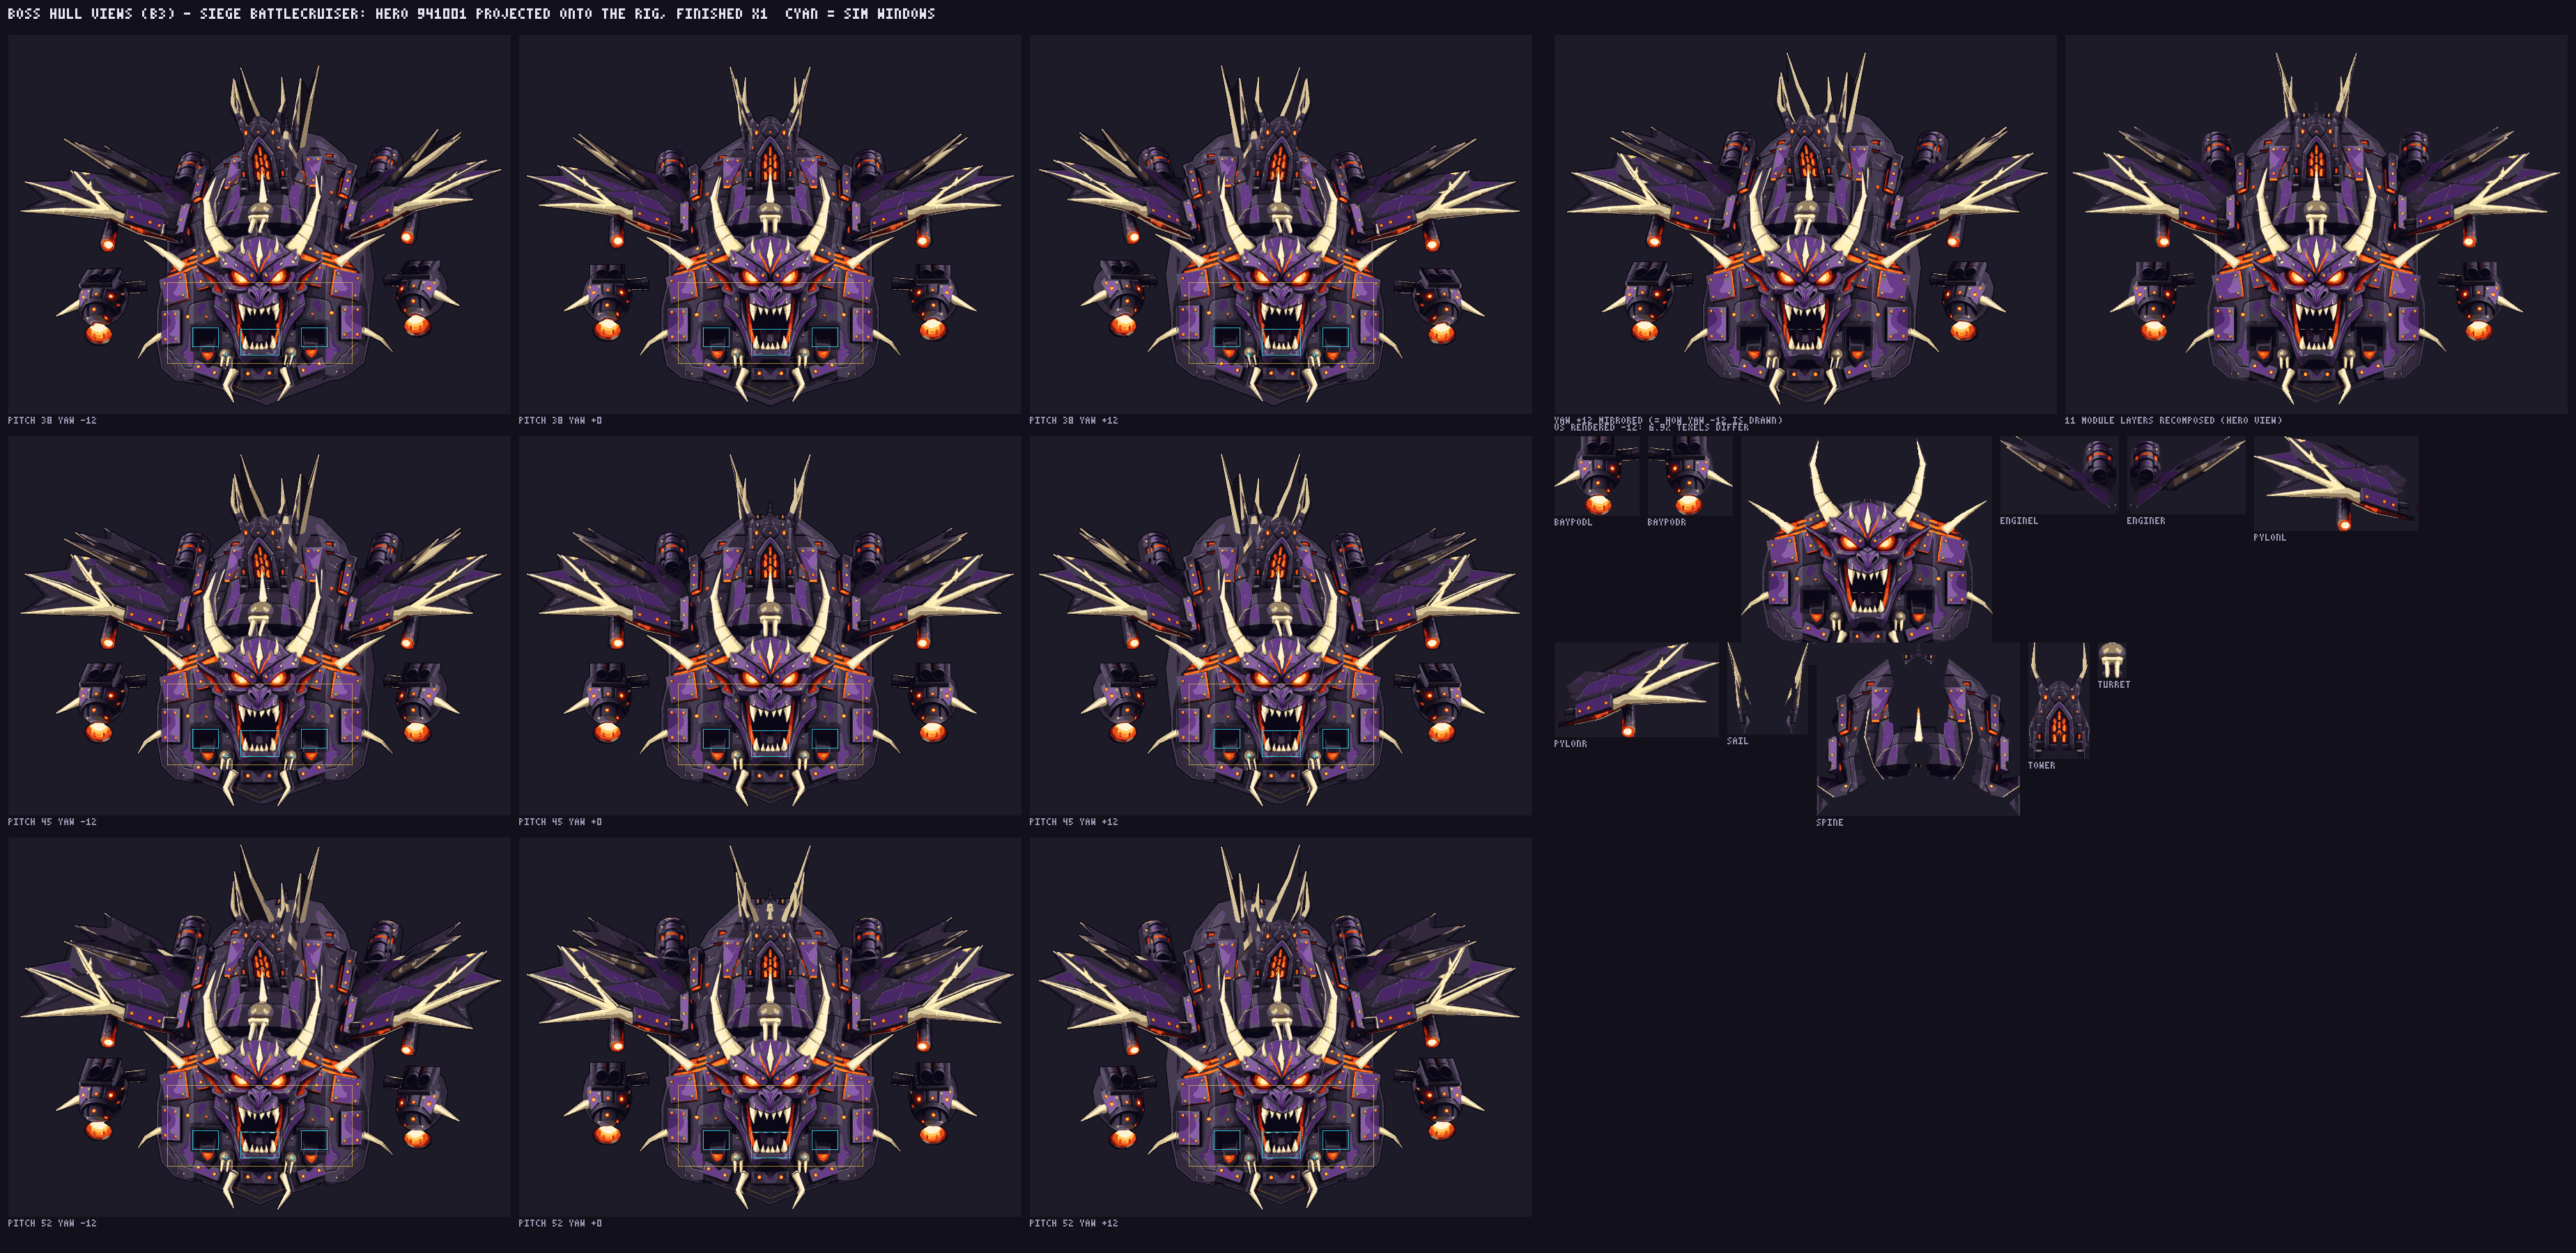 BOSS HULL VIEWS (B3) - SIEGE BATTLECRUISER: HERO 941001 PROJECTED ONTO THE RIG, FINISHED X1  CYAN = SIM WINDOWS
PITCH 38 YAW -12
PITCH 38 YAW +0
PITCH 38 YAW +12
YAW +12 MIRRORED (= HOW YAW -12 IS DRAWN)
VS RENDERED -12: 6.9% TEXELS DIFFER
11 MODULE LAYERS RECOMPOSED (HERO VIEW)
BAYPODL
BAYPODR
ENGINEL
ENGINER
PYLONL
PYLONR
SAIL
SPINE
TOWER
TURRET
PITCH 45 YAW -12
PITCH 45 YAW +0
PITCH 45 YAW +12
PITCH 52 YAW -12
PITCH 52 YAW +0
PITCH 52 YAW +12